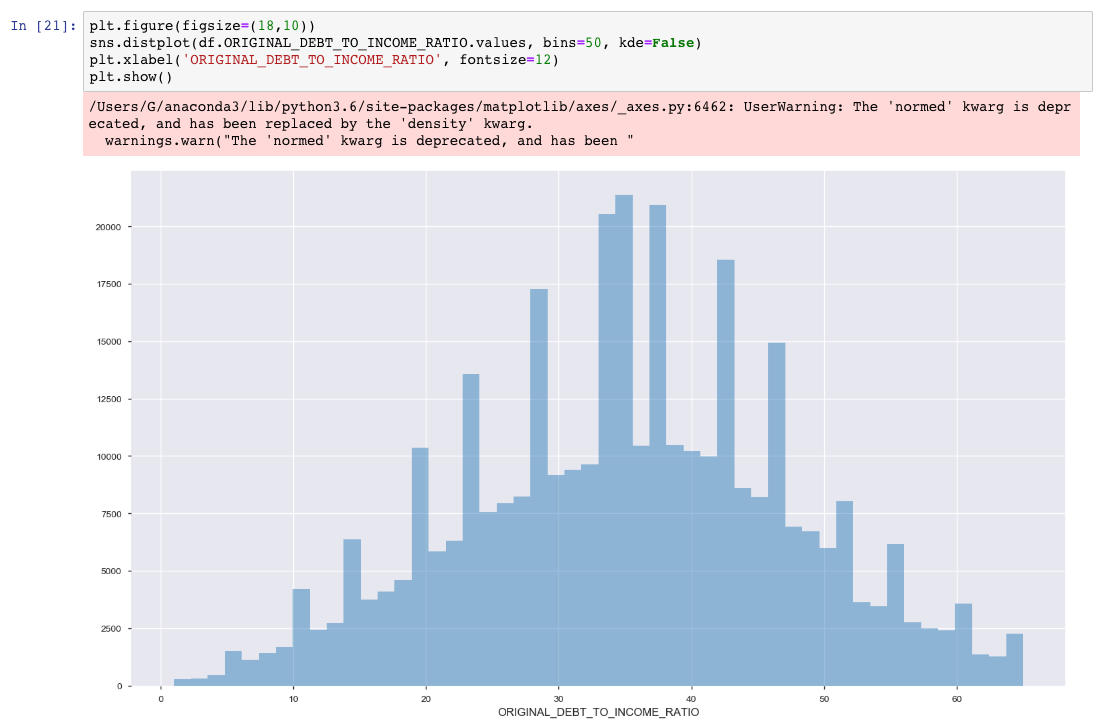 In [21]:
plt.figure(figsize=(18,10))
sns.distplot(df.ORIGINAL_DEBT_TO_INCOME_RATIO.values, bins=50, kde=False)
plt.xlabel('ORIGINAL_DEBT_TO_INCOME_RATIO', fontsize=12)
plt.show()
/Users/G/anaconda3/lib/python3.6/site-packages/matplotlib/axes/_axes.py:6462: UserWarning: The 'normed' kwarg is depr
ecated, and has been replaced by the 'density' kwarg.
  warnings.warn("The 'normed' kwarg is deprecated, and has been "
20000
17500
15000
12500
10000
7500
5000
2500
0
0 10 20 30 40 50 60
ORIGINAL_DEBT_TO_INCOME_RATIO